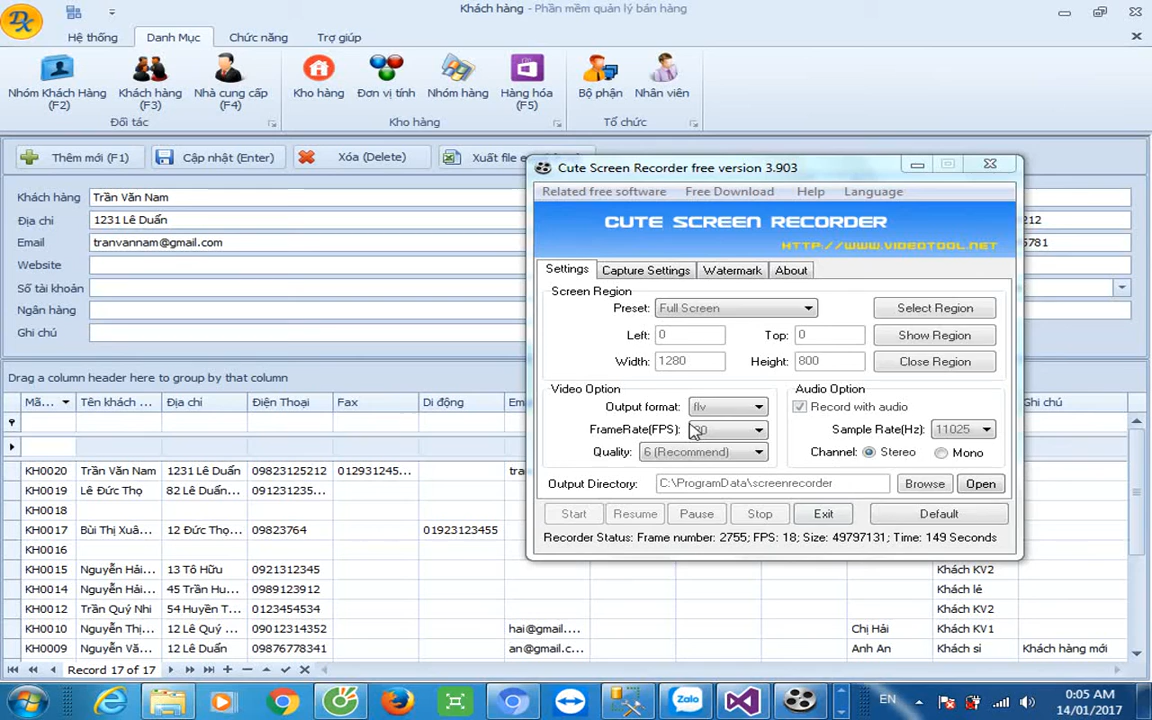 Khách hàng - Phần mềm quản lý bán hàng
Hệ thống Danh Mục Chức năng Trợ giúp
Nhóm Khách Hàng (F2)
Khách hàng (F3)
Nhà cung cấp (F4)
Kho hàng
Đơn vị tính
Nhóm hàng
Hàng hóa (F5)
Bộ phận
Nhân viên
Đối tác
Kho hàng
Tổ chức
Thêm mới (F1) Cập nhật (Enter) Xóa (Delete) Xuất file
Khách hàng Trần Văn Nam
Địa chỉ 1231 Lê Duẩn 212
Email tranvannam@gmail.com 5781
Website
Số tài khoản
Ngân hàng
Ghi chú
Cute Screen Recorder free version 3.903
Related free software Free Download Help Language
CUTE SCREEN RECORDER
HTTP://WWW.VIDEOTOOL.NET
Settings Capture Settings Watermark About
Screen Region
Preset: Full Screen Select Region
Left: 0 Top: 0 Show Region
Width: 1280 Height: 800 Close Region
Video Option
Output format: flv
FrameRate(FPS):
Quality: 6 (Recommend)
Audio Option
Record with audio
Sample Rate(Hz): 11025
Channel: Stereo Mono
Output Directory: C:\ProgramData\screenrecorder Browse Open
Start Resume Pause Stop Exit Default
Recorder Status: Frame number: 2755; FPS: 18; Size: 49797131; Time: 149 Seconds
Drag a column header here to group by that column
Mã... Tên khách ... Địa chỉ Điện Thoại Fax Di động Em Ghi chú
KH0020 Trần Văn Nam 1231 Lê Duẩn 09823125212 012931245... tra
KH0019 Lê Đức Thọ 82 Lê Duẩn... 091231235...
KH0018
KH0017 Bùi Thị Xuâ... 12 Đức Thọ... 09823764 01923123455
KH0016
KH0015 Nguyễn Hải... 13 Tô Hữu 0921312345 Khách KV2
KH0014 Nguyễn Hải... 45 Trần Hu... 0989123912 Khách lẻ
KH0012 Trần Quý Nhi 54 Huyền T... 0123454534 Khách KV2
KH0010 Nguyễn Thị... 12 Lê Quý ... 09012314352 hai@gmail.... Chị Hải Khách KV1
KH0009 Nguyễn Vă... 12 Lê Duẩn 09876778341 an@gmail.c... Anh An Khách sỉ Khách hàng mới
Record 17 of 17
Zalo
EN
0:05 AM
14/01/2017